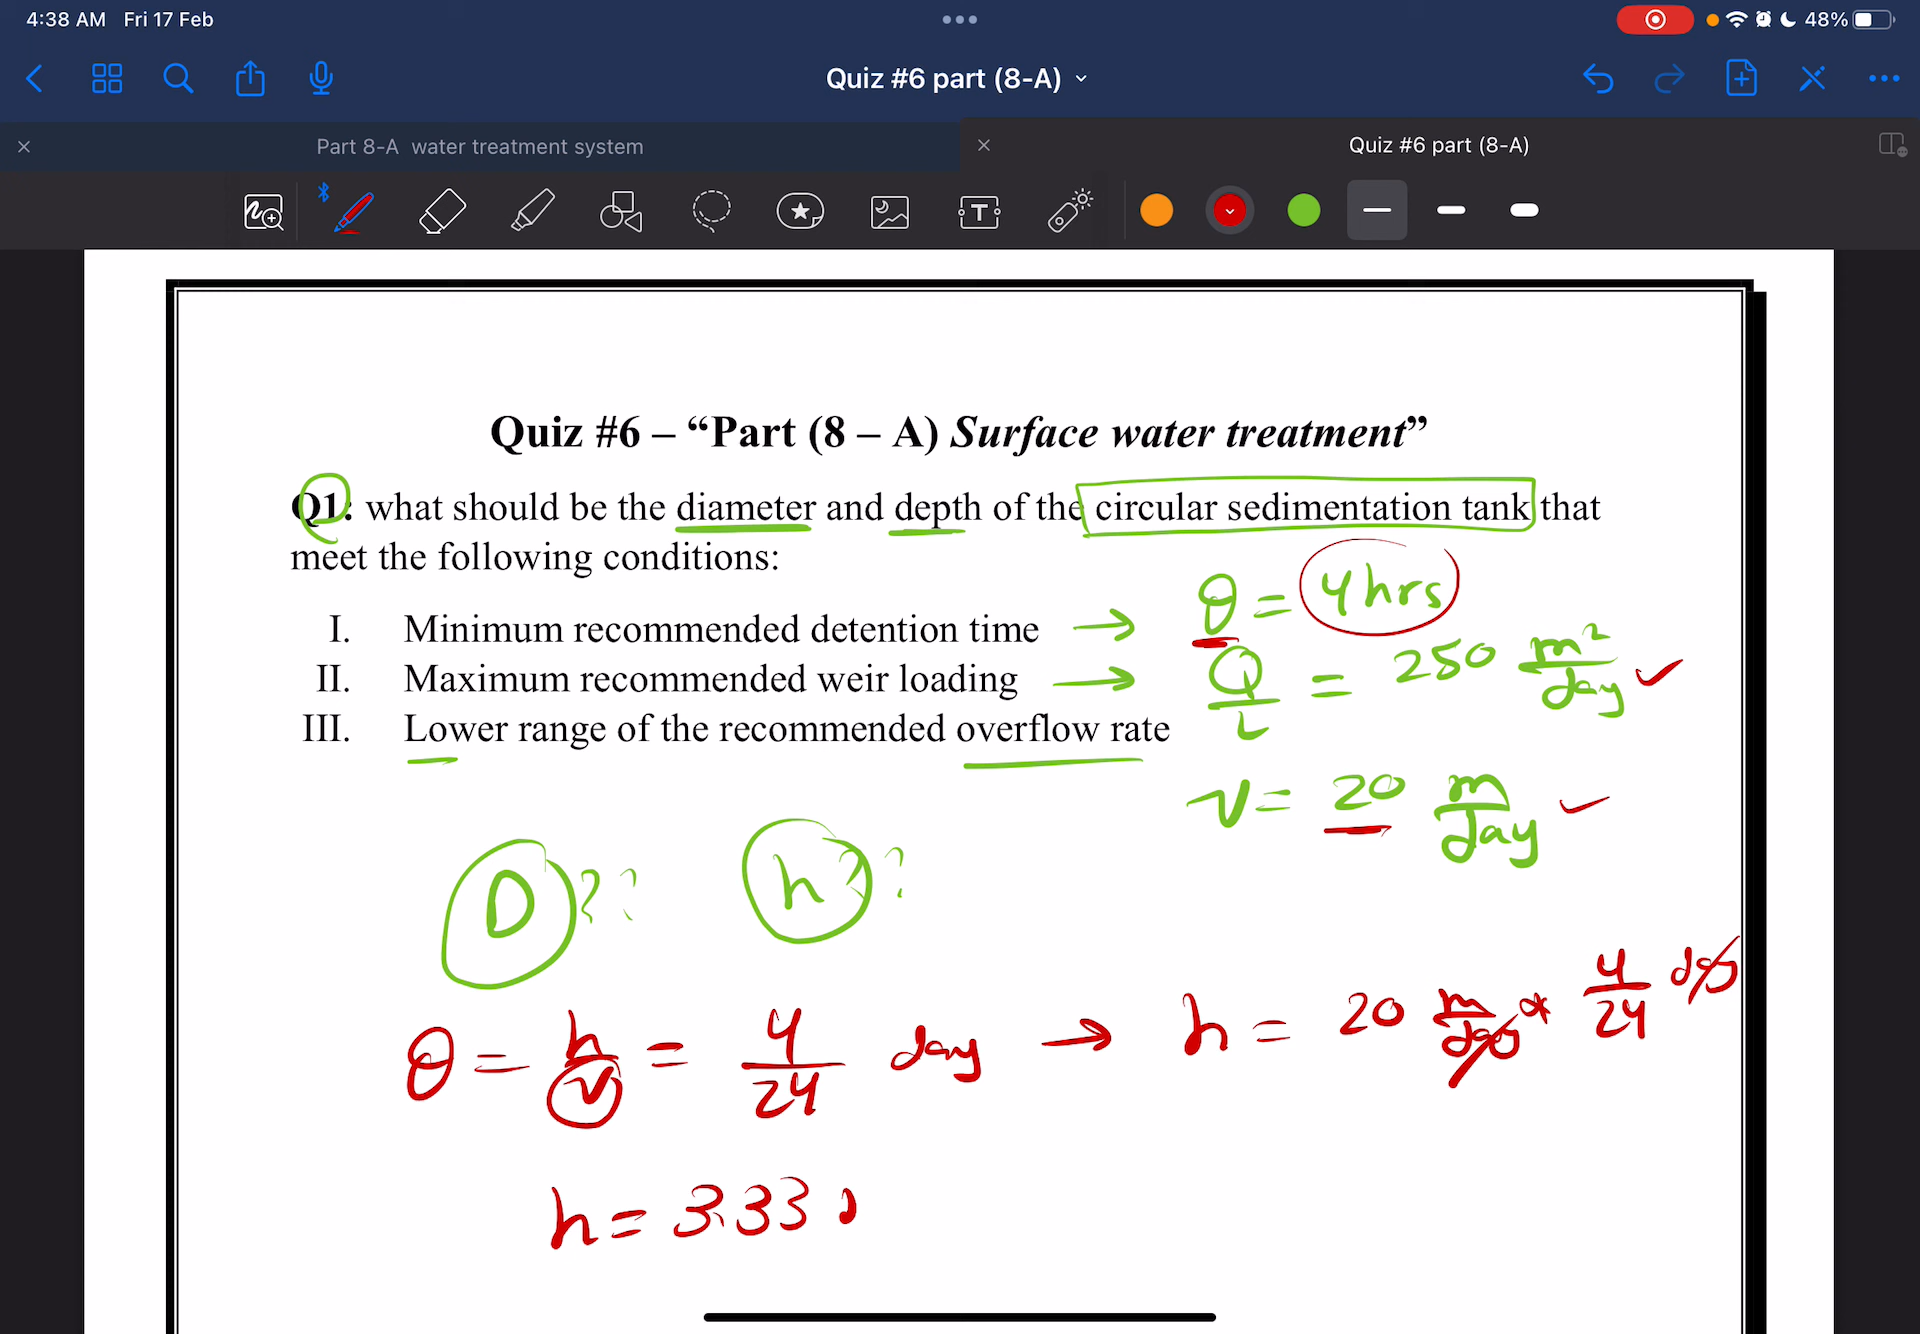 4:38 AM Fri 17 Feb
48%
Quiz #6 part (8-A)
Part 8-A water treatment system
Quiz #6 part (8-A)
T
Quiz #6 – “Part (8 – A) Surface water treatment”
Q1: what should be the diameter and depth of the circular sedimentation tank that
meet the following conditions:
I. Minimum recommended detention time → θ = 4 hrs
II. Maximum recommended weir loading → Q/L = 250 m²/day ✓
III. Lower range of the recommended overflow rate
v = 20 m/day ✓
D ?? h ??
θ = h/v = 4/24 day → h = 20 m/day * 4/24 day
h = 3.33